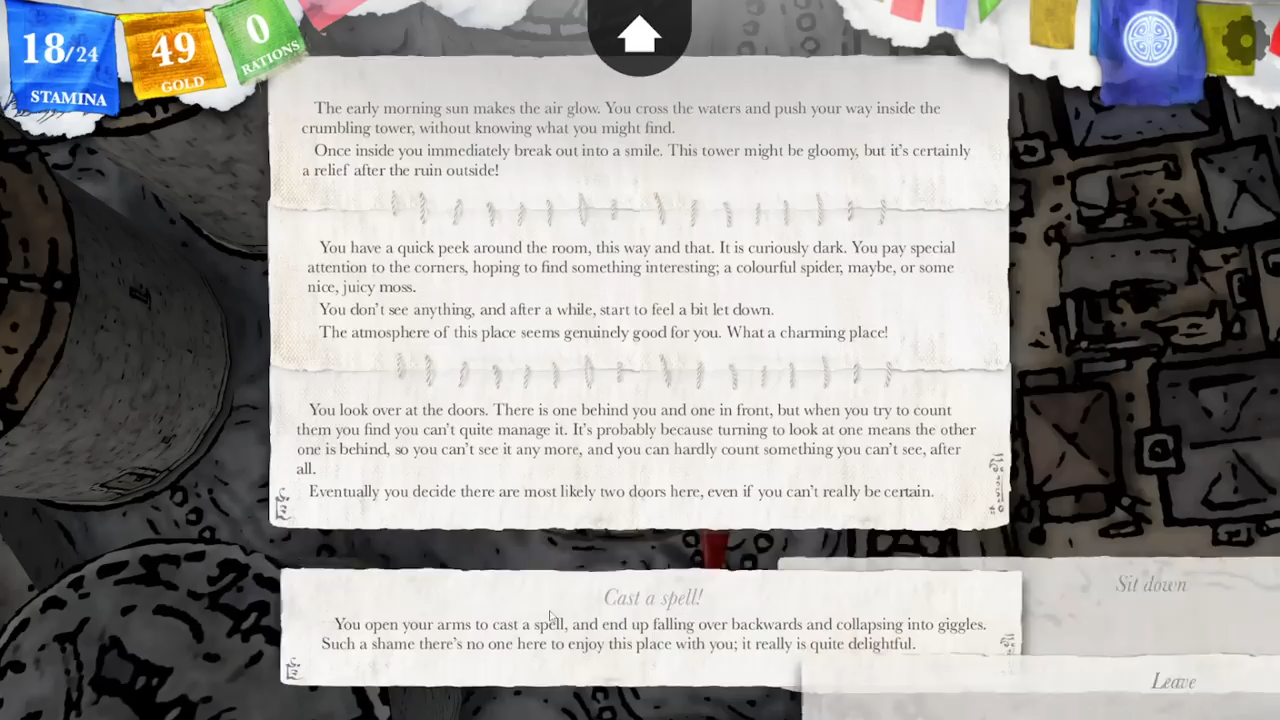 18/24
STAMINA
49
GOLD
0
RATIONS
The early morning sun makes the air glow. You cross the waters and push your way inside the
crumbling tower, without knowing what you might find.
Once inside you immediately break out into a smile. This tower might be gloomy, but it's certainly
a relief after the ruin outside!
You have a quick peek around the room, this way and that. It is curiously dark. You pay special
attention to the corners, hoping to find something interesting; a colourful spider, maybe, or some
nice, juicy moss.
You don't see anything, and after a while, start to feel a bit let down.
The atmosphere of this place seems genuinely good for you. What a charming place!
You look over at the doors. There is one behind you and one in front, but when you try to count
them you find you can't quite manage it. It's probably because turning to look at one means the other
one is behind, so you can't see it any more, and you can hardly count something you can't see, after
all.
Eventually you decide there are most likely two doors here, even if you can't really be certain.
Cast a spell!
You open your arms to cast a spell, and end up falling over backwards and collapsing into giggles.
Such a shame there's no one here to enjoy this place with you; it really is quite delightful.
Sit down
Leave